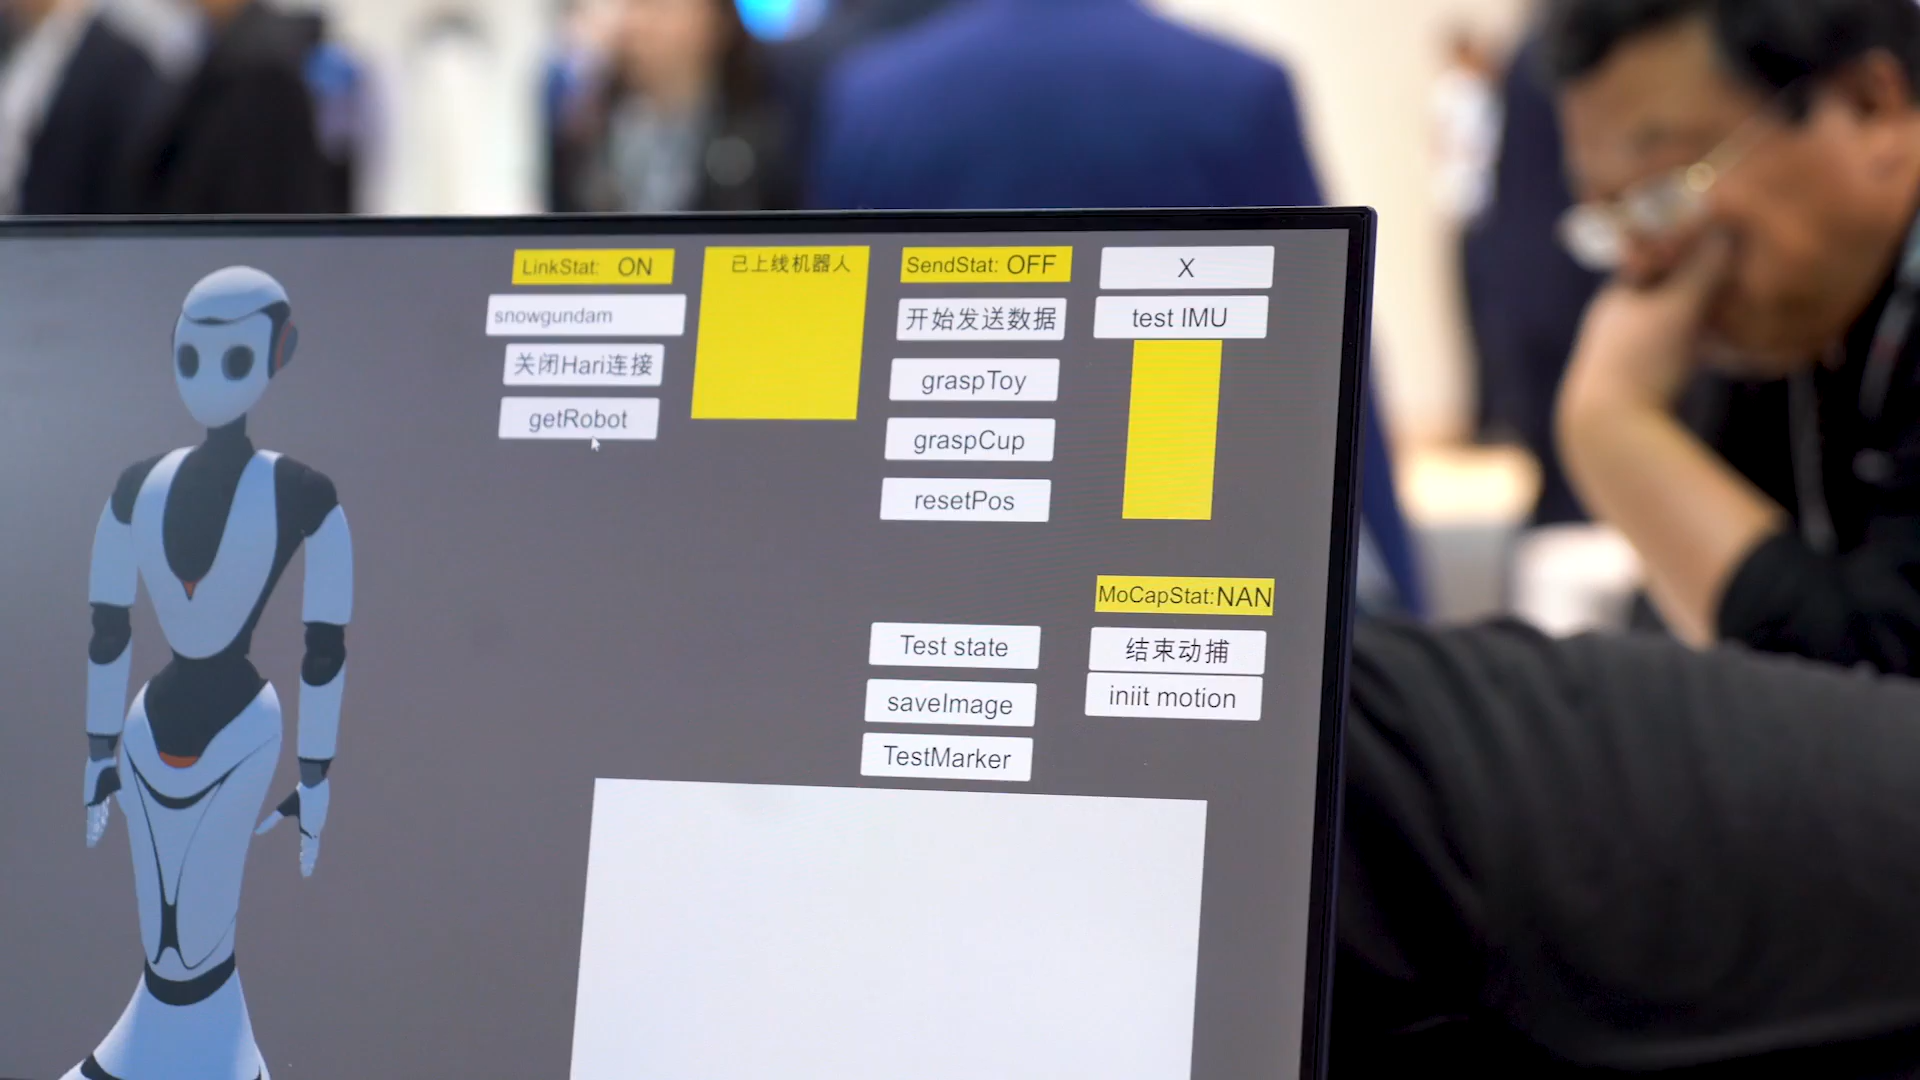 LinkStat: ON
snowgundam
关闭Hari连接
getRobot
已上线机器人
SendStat: OFF
开始发送数据
graspToy
graspCup
resetPos
X
test IMU
MoCapStat:NAN
结束动捕
iniit motion
Test state
saveImage
TestMarker